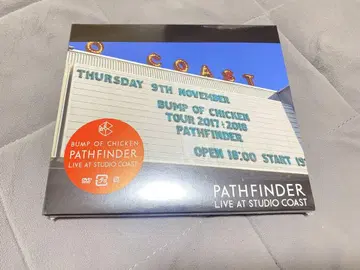 O COAST
THURSDAY 9TH NOVEMBER
BUMP OF CHICKEN
TOUR 2017-2018
PATHFINDER
OPEN 18:00 START 19
BUMP OF CHICKEN
PATHFINDER
LIVE AT STUDIO COAST
DVD
PATHFINDER
LIVE AT STUDIO COAST